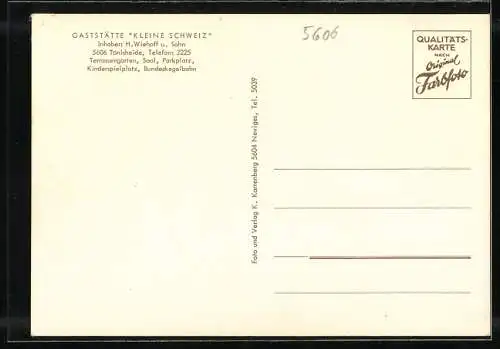 GASTSTÄTTE "KLEINE SCHWEIZ"
Inhaber: H. Wiehoff u. Sohn
5606 Tönisheide, Telefon: 2225
Terrassengarten, Saal, Parkplatz,
Kinderspielplatz, Bundeskegelbahn
5606
QUALITÄTS-
KARTE
NACH
Original
Farbfoto
Foto und Verlag K. Kannenberg 5604 Neviges, Tel. 5039